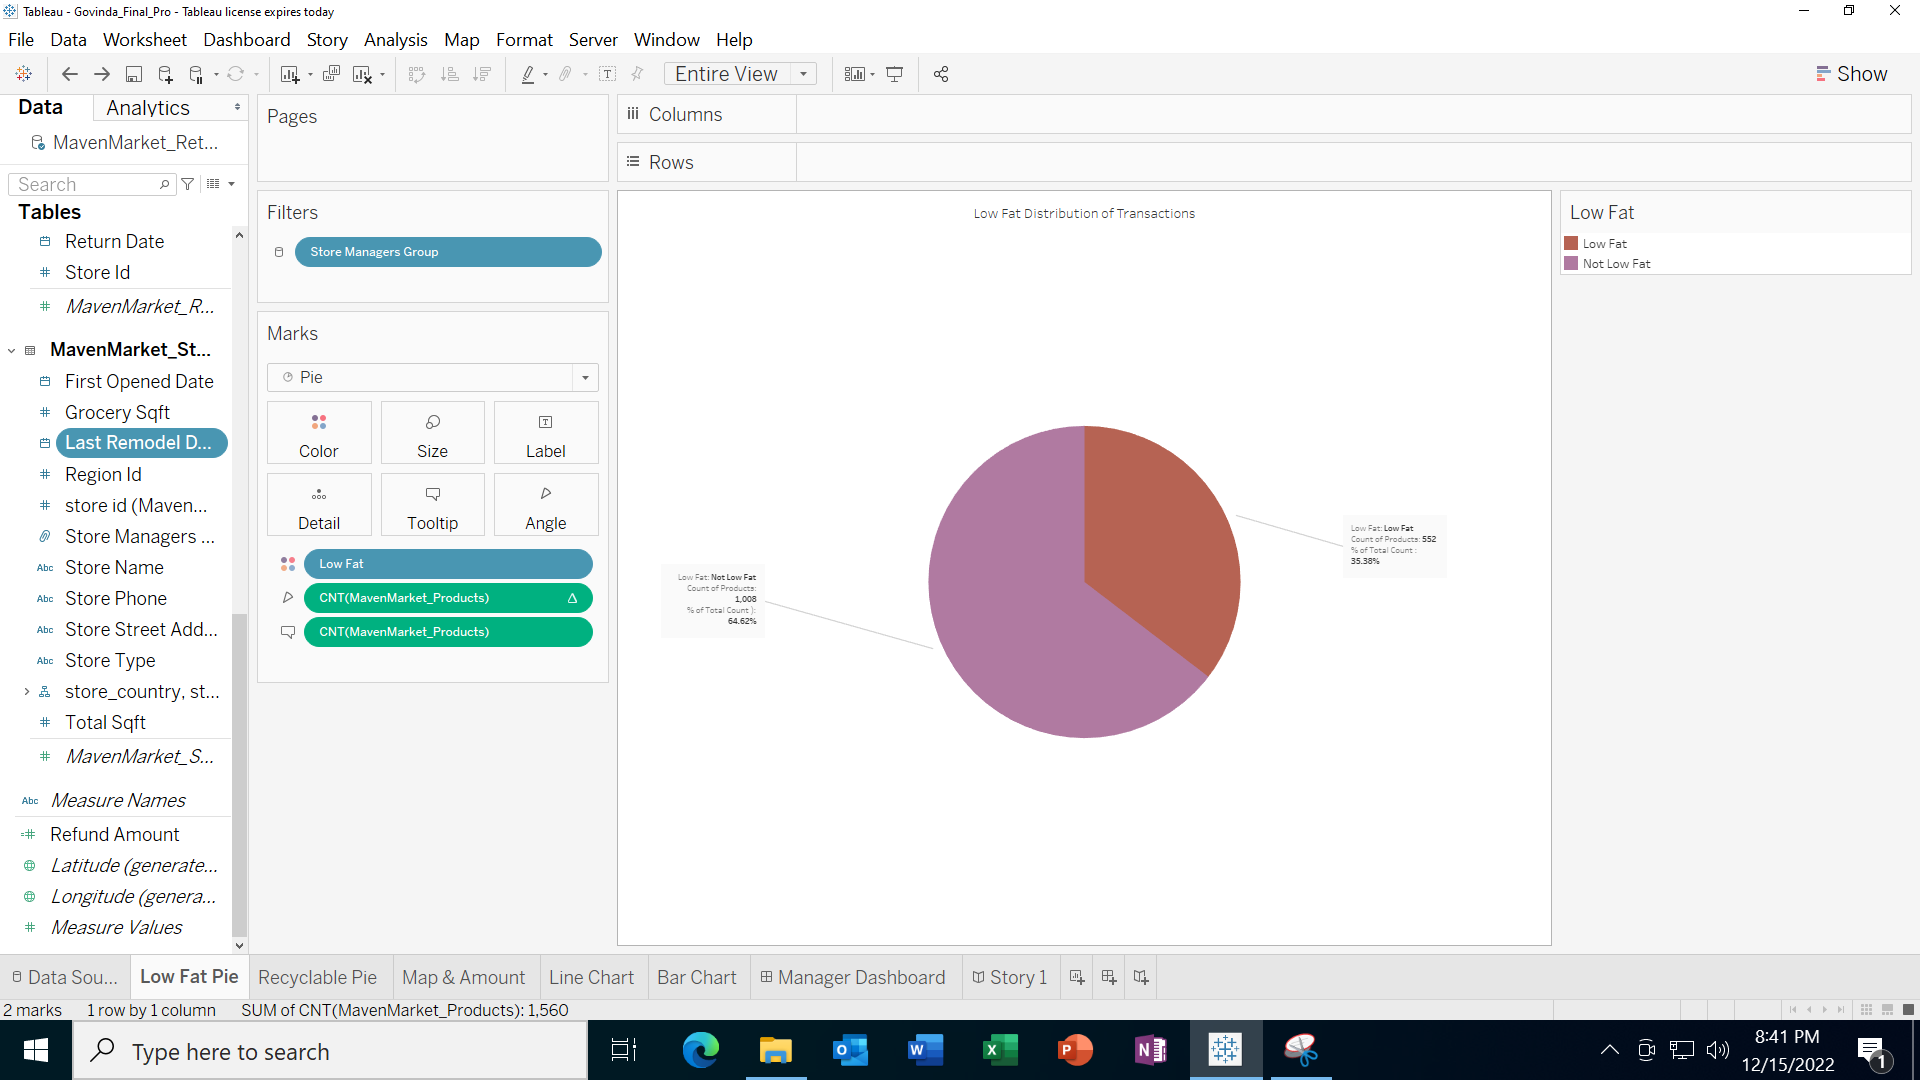 Tableau - Govinda_Final_Pro - Tableau license expires today
File Data Worksheet Dashboard Story Analysis Map Format Server Window Help
Entire View
Show
Data
Analytics
MavenMarket_Ret...
Search
Tables
Return Date
Store Id
MavenMarket_R...
MavenMarket_St...
First Opened Date
Grocery Sqft
Last Remodel D...
Region Id
store id (Maven...
Store Managers ...
Abc Store Name
Abc Store Phone
Abc Store Street Add...
Abc Store Type
store_country, st...
Total Sqft
MavenMarket_S...
Abc Measure Names
Refund Amount
Latitude (generate...
Longitude (genera...
Measure Values
Pages
Filters
Store Managers Group
Marks
Pie
Color Size Label
Detail Tooltip Angle
Low Fat
CNT(MavenMarket_Products)
CNT(MavenMarket_Products)
Columns
Rows
Low Fat Distribution of Transactions
Low Fat: Not Low Fat
Count of Products:
1,008
% of Total Count ):
64.62%
Low Fat: Low Fat
Count of Products: 552
% of Total Count :
35.38%
Low Fat
Low Fat
Not Low Fat
Data Sou... Low Fat Pie Recyclable Pie Map & Amount Line Chart Bar Chart Manager Dashboard Story 1
2 marks 1 row by 1 column SUM of CNT(MavenMarket_Products): 1,560
Type here to search
8:41 PM
12/15/2022
1